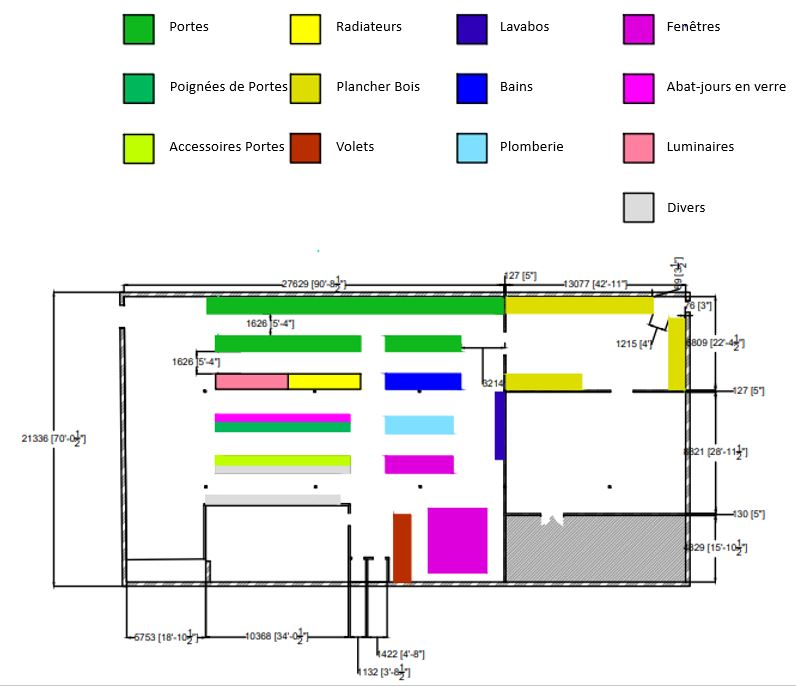 Portes
Radiateurs
Lavabos
Fenêtres
Poignées de Portes
Plancher Bois
Bains
Abat-jours en verre
Accessoires Portes
Volets
Plomberie
Luminaires
Divers
127 [5"]
27629 [90'-8½"]
13077 [42'-11"]
76 [3"]
1626 [5'-4"]
1215 [4']
6809 [22'-4½"]
1626 [5'-4"]
3214
127 [5"]
21336 [70'-0½"]
8821 [28'-11½"]
130 [5"]
4829 [15'-10½"]
5753 [18'-10½"]
10368 [34'-0½"]
1422 [4'-8"]
1132 [3'-8½"]